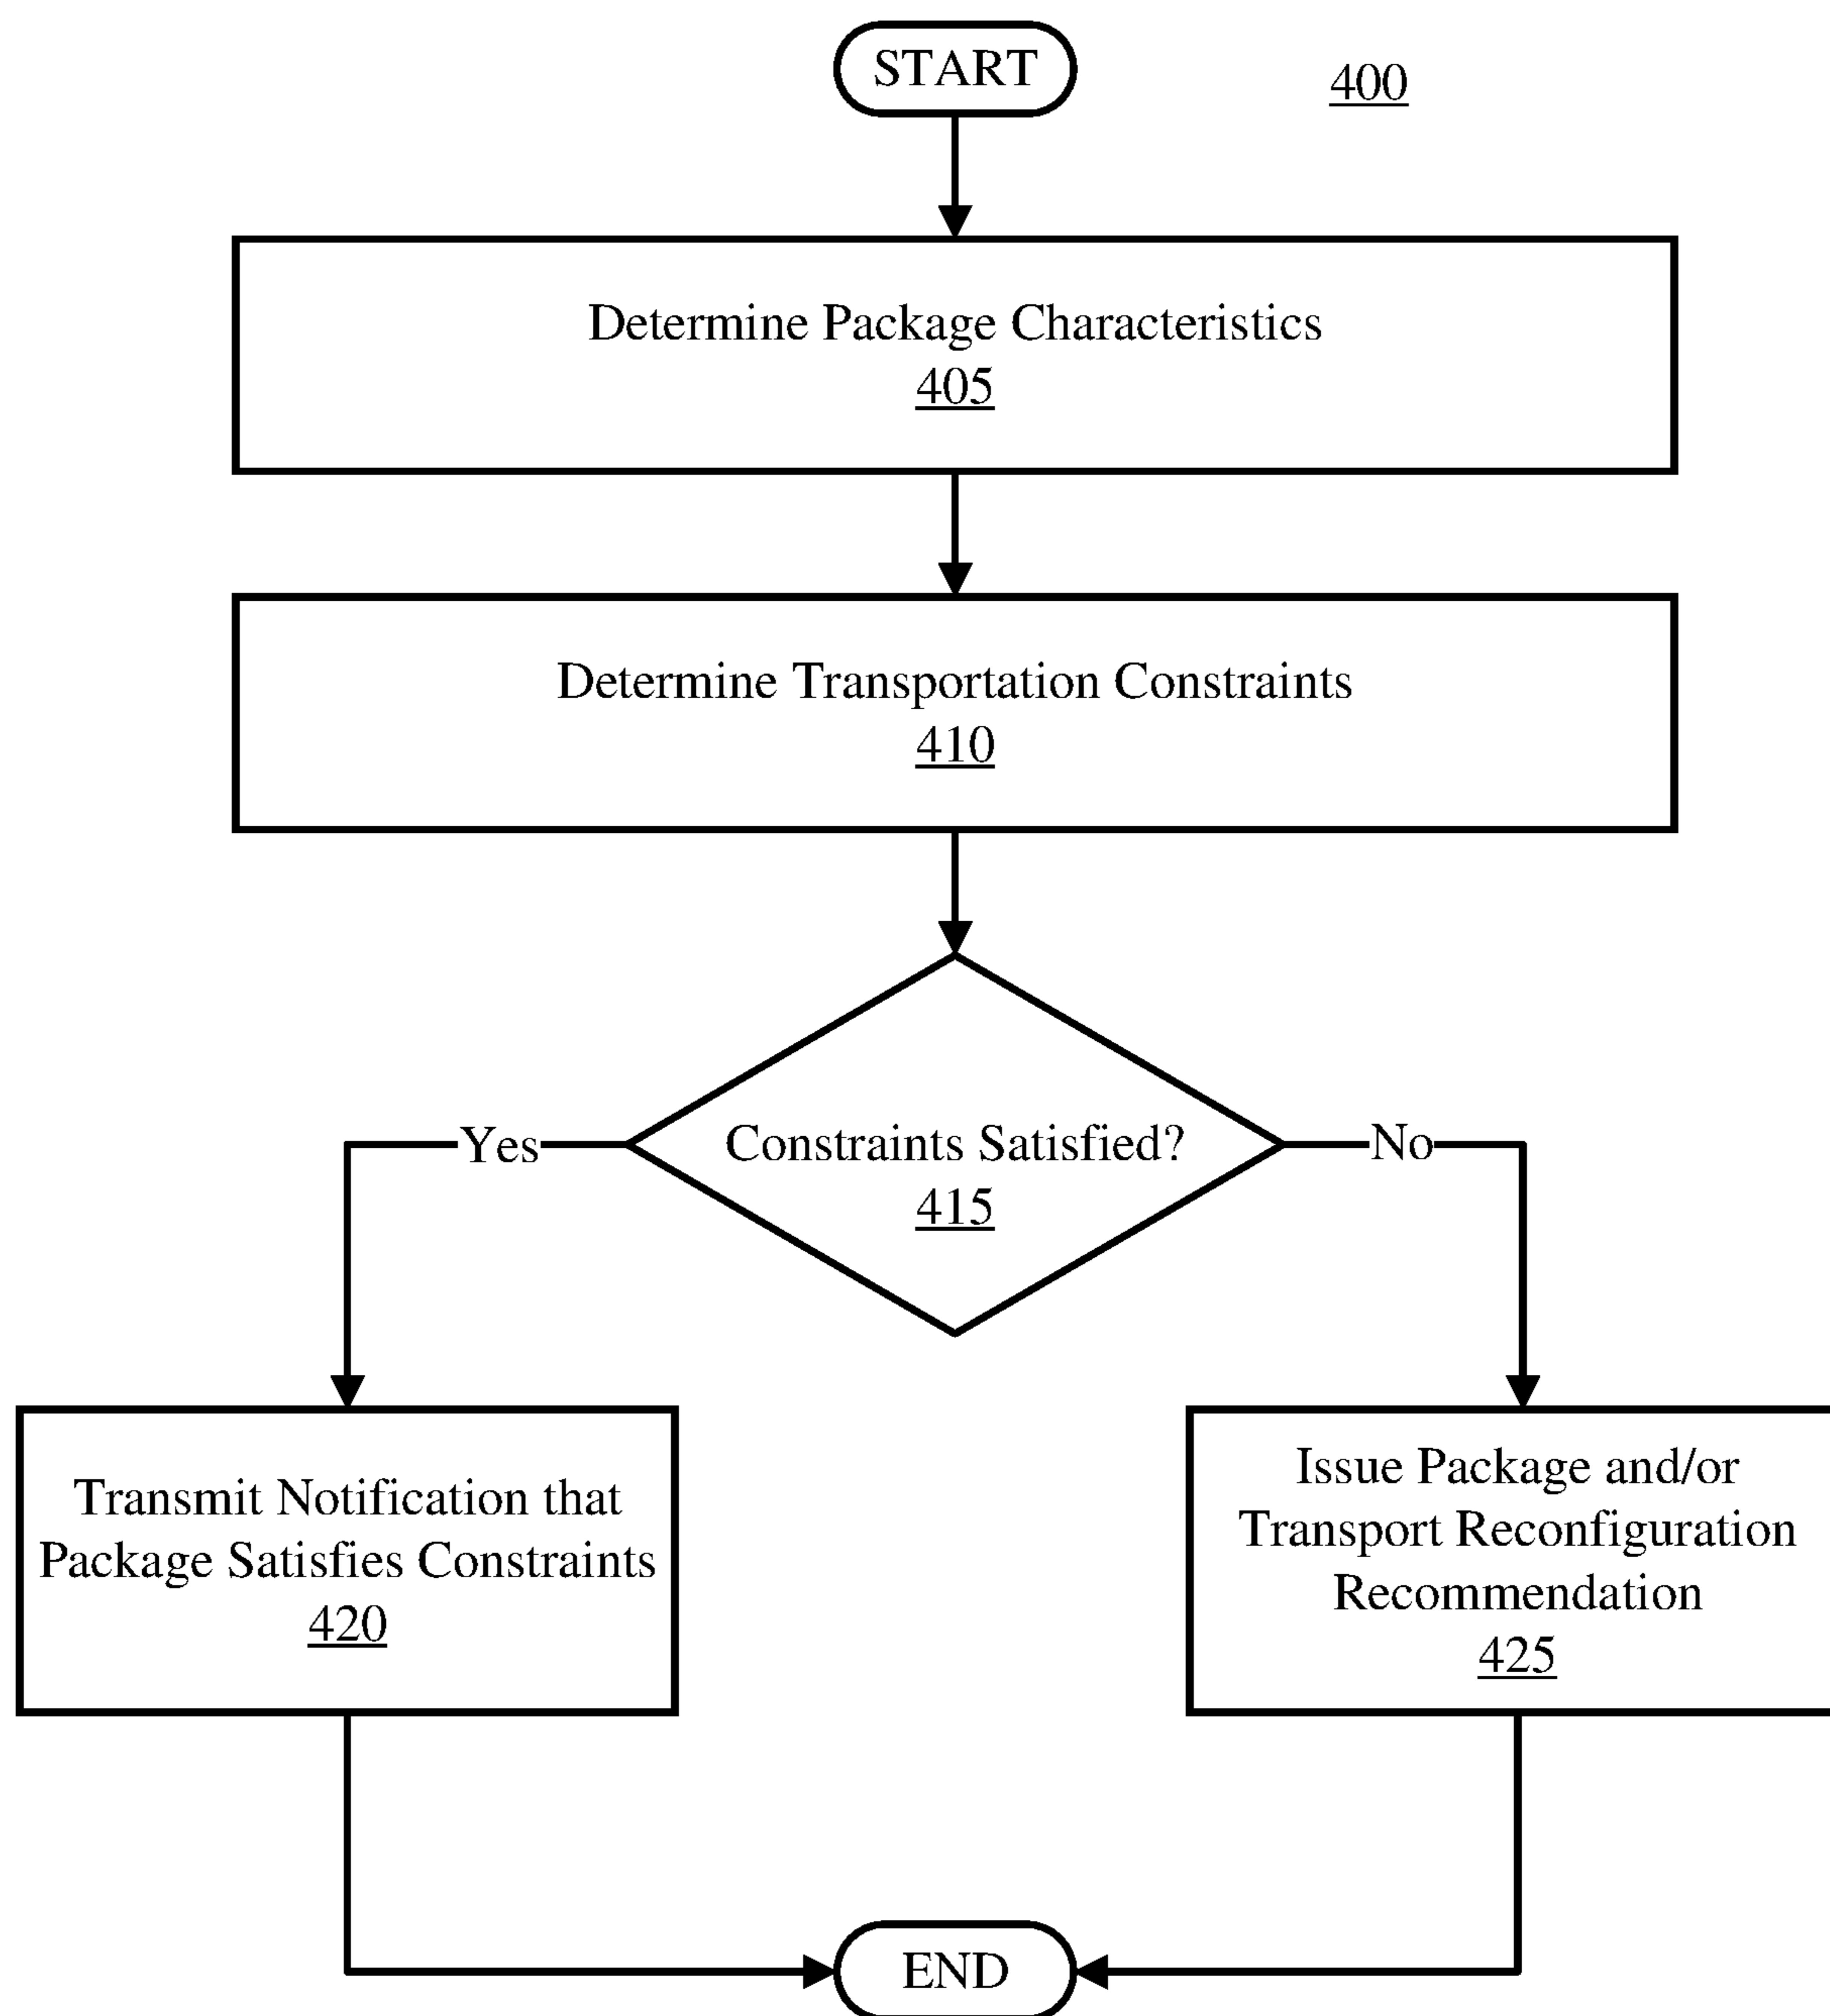 START
400
Determine Package Characteristics
405
Determine Transportation Constraints
410
Yes
Constraints Satisfied?
No
415
Transmit Notification that
Package Satisfies Constraints
420
Issue Package and/or
Transport Reconfiguration
Recommendation
425
END